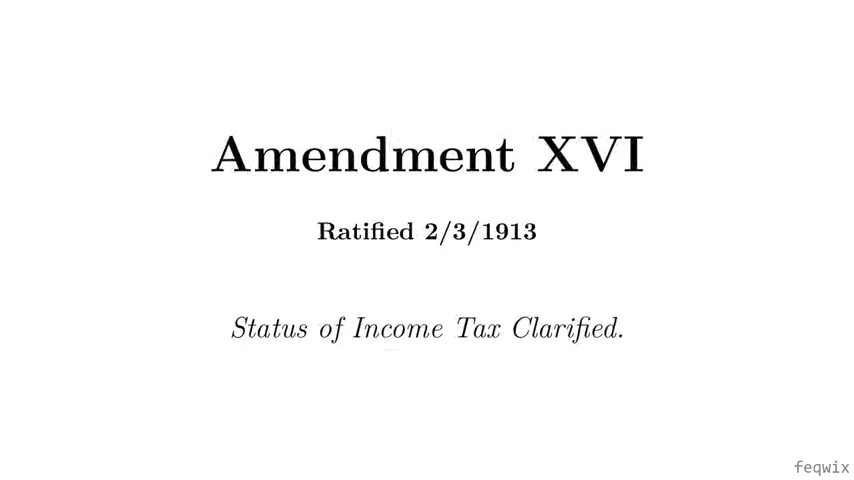 Amendment XVI
Ratified 2/3/1913
Status of Income Tax Clarified.
feqwix